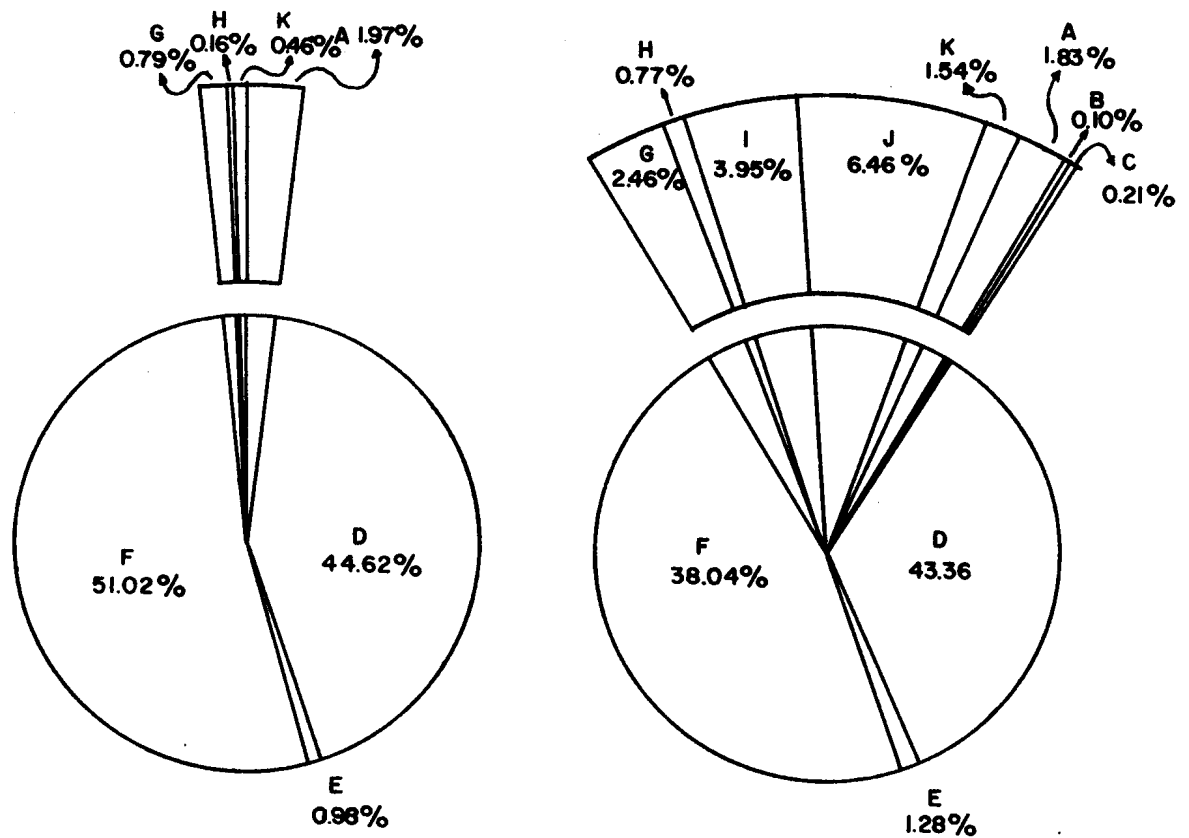 G
0.79%
H
0.16%
K
0.46%
A 1.97%
F
51.02%
D
44.62%
E
0.98%
H
0.77%
G
2.46%
I
3.95%
J
6.46 %
K
1.54%
A
1.83%
B
0.10%
C
0.21%
F
38.04%
D
43.36
E
1.28%